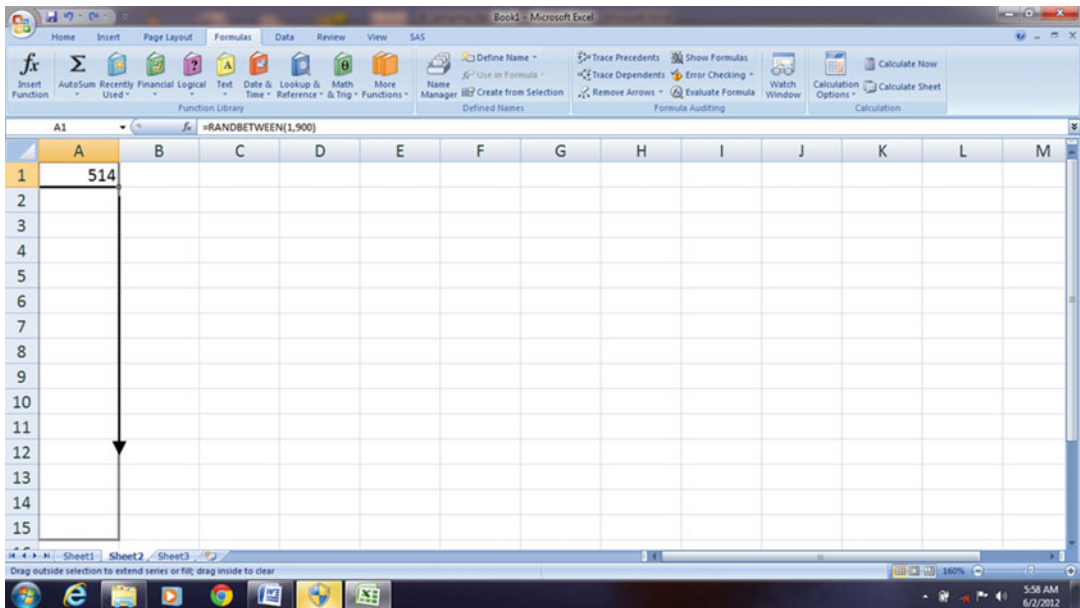 Book1 - Microsoft Excel
Home Insert Page Layout Formulas Data Review View SAS
fx Insert Function
Σ AutoSum
Recently Used
Financial
? Logical
A Text
Date & Time
Lookup & Reference
θ Math & Trig
More Functions
Function Library
Name Manager
Define Name
Use in Formula
Create from Selection
Defined Names
Trace Precedents
Trace Dependents
Remove Arrows
Show Formulas
Error Checking
Evaluate Formula
Watch Window
Formula Auditing
Calculation Options
Calculate Now
Calculate Sheet
Calculation
A1 fx =RANDBETWEEN(1,900)
A B C D E F G H I J K L M
1 514
2
3
4
5
6
7
8
9
10
11
12
13
14
15
Sheet1 Sheet2 Sheet3
Drag outside selection to extend series or fill; drag inside to clear
160%
5:58 AM
6/2/2012